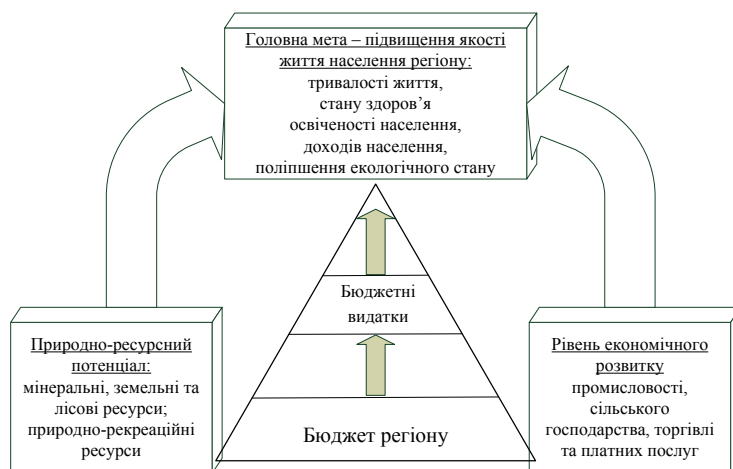 Головна мета – підвищення якості
життя населення регіону:
тривалості життя,
стану здоров’я
освіченості населення,
доходів населення,
поліпшення екологічного стану
Бюджетні
видатки
Природно-ресурсний
потенціал:
мінеральні, земельні та
лісові ресурси;
природно-рекреаційні
ресурси
Бюджет регіону
Рівень економічного
розвитку
промисловості,
сільського
господарства, торгівлі
та платних послуг